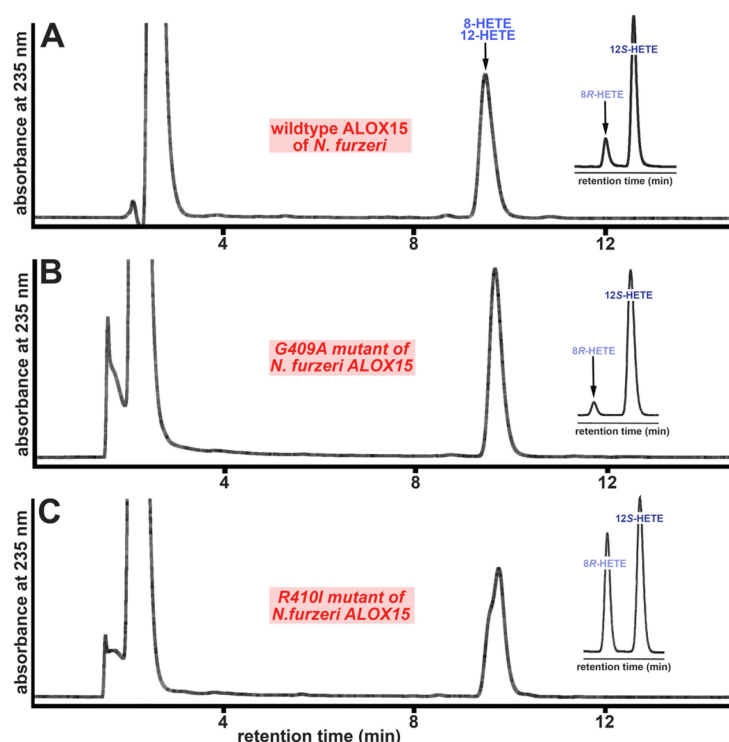 A
absorbance at 235 nm
8-HETE
12-HETE
wildtype ALOX15
of N. furzeri
12S-HETE
8R-HETE
retention time (min)
4
8
12
B
absorbance at 235 nm
G409A mutant of
N. furzeri ALOX15
12S-HETE
8R-HETE
retention time (min)
4
8
12
C
absorbance at 235 nm
R410I mutant of
N.furzeri ALOX15
12S-HETE
8R-HETE
retention time (min)
4
8
12
retention time (min)